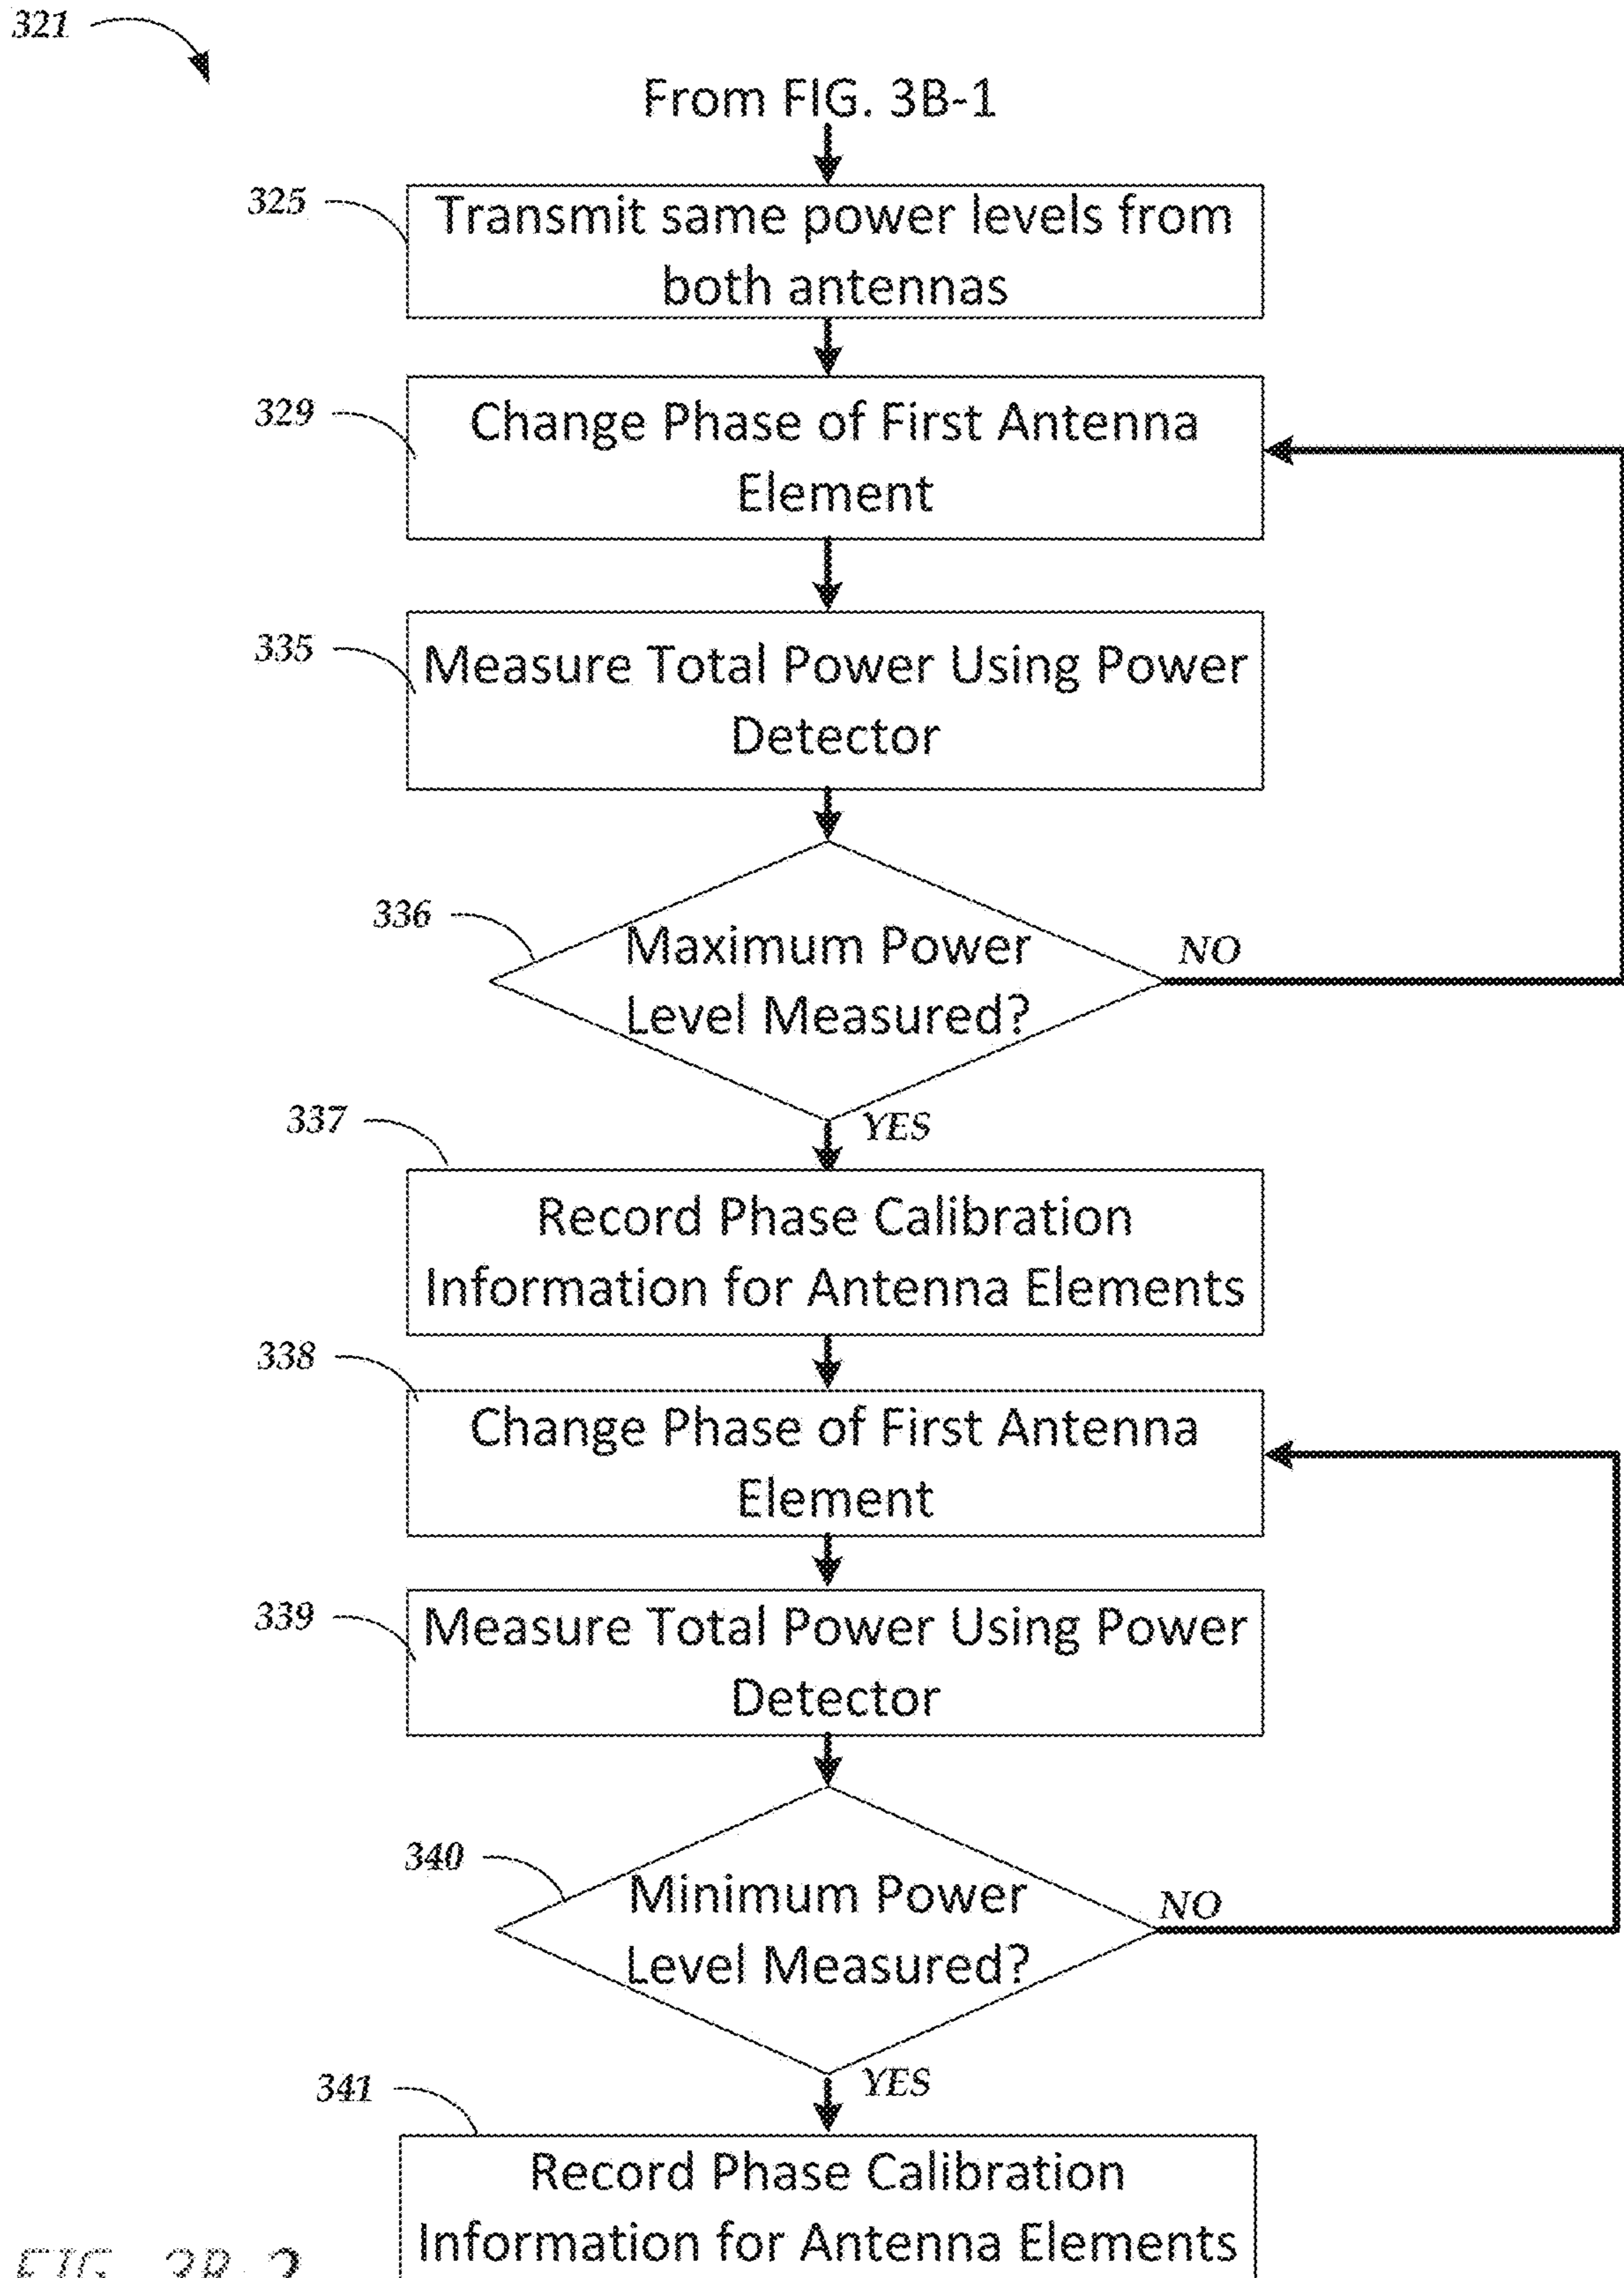 321
From FIG. 3B-1
325
Transmit same power levels from
both antennas
329
Change Phase of First Antenna
Element
335
Measure Total Power Using Power
Detector
336
Maximum Power
Level Measured?
NO
YES
337
Record Phase Calibration
Information for Antenna Elements
338
Change Phase of First Antenna
Element
339
Measure Total Power Using Power
Detector
340
Minimum Power
Level Measured?
NO
YES
341
Record Phase Calibration
Information for Antenna Elements
FIG. 3B-2